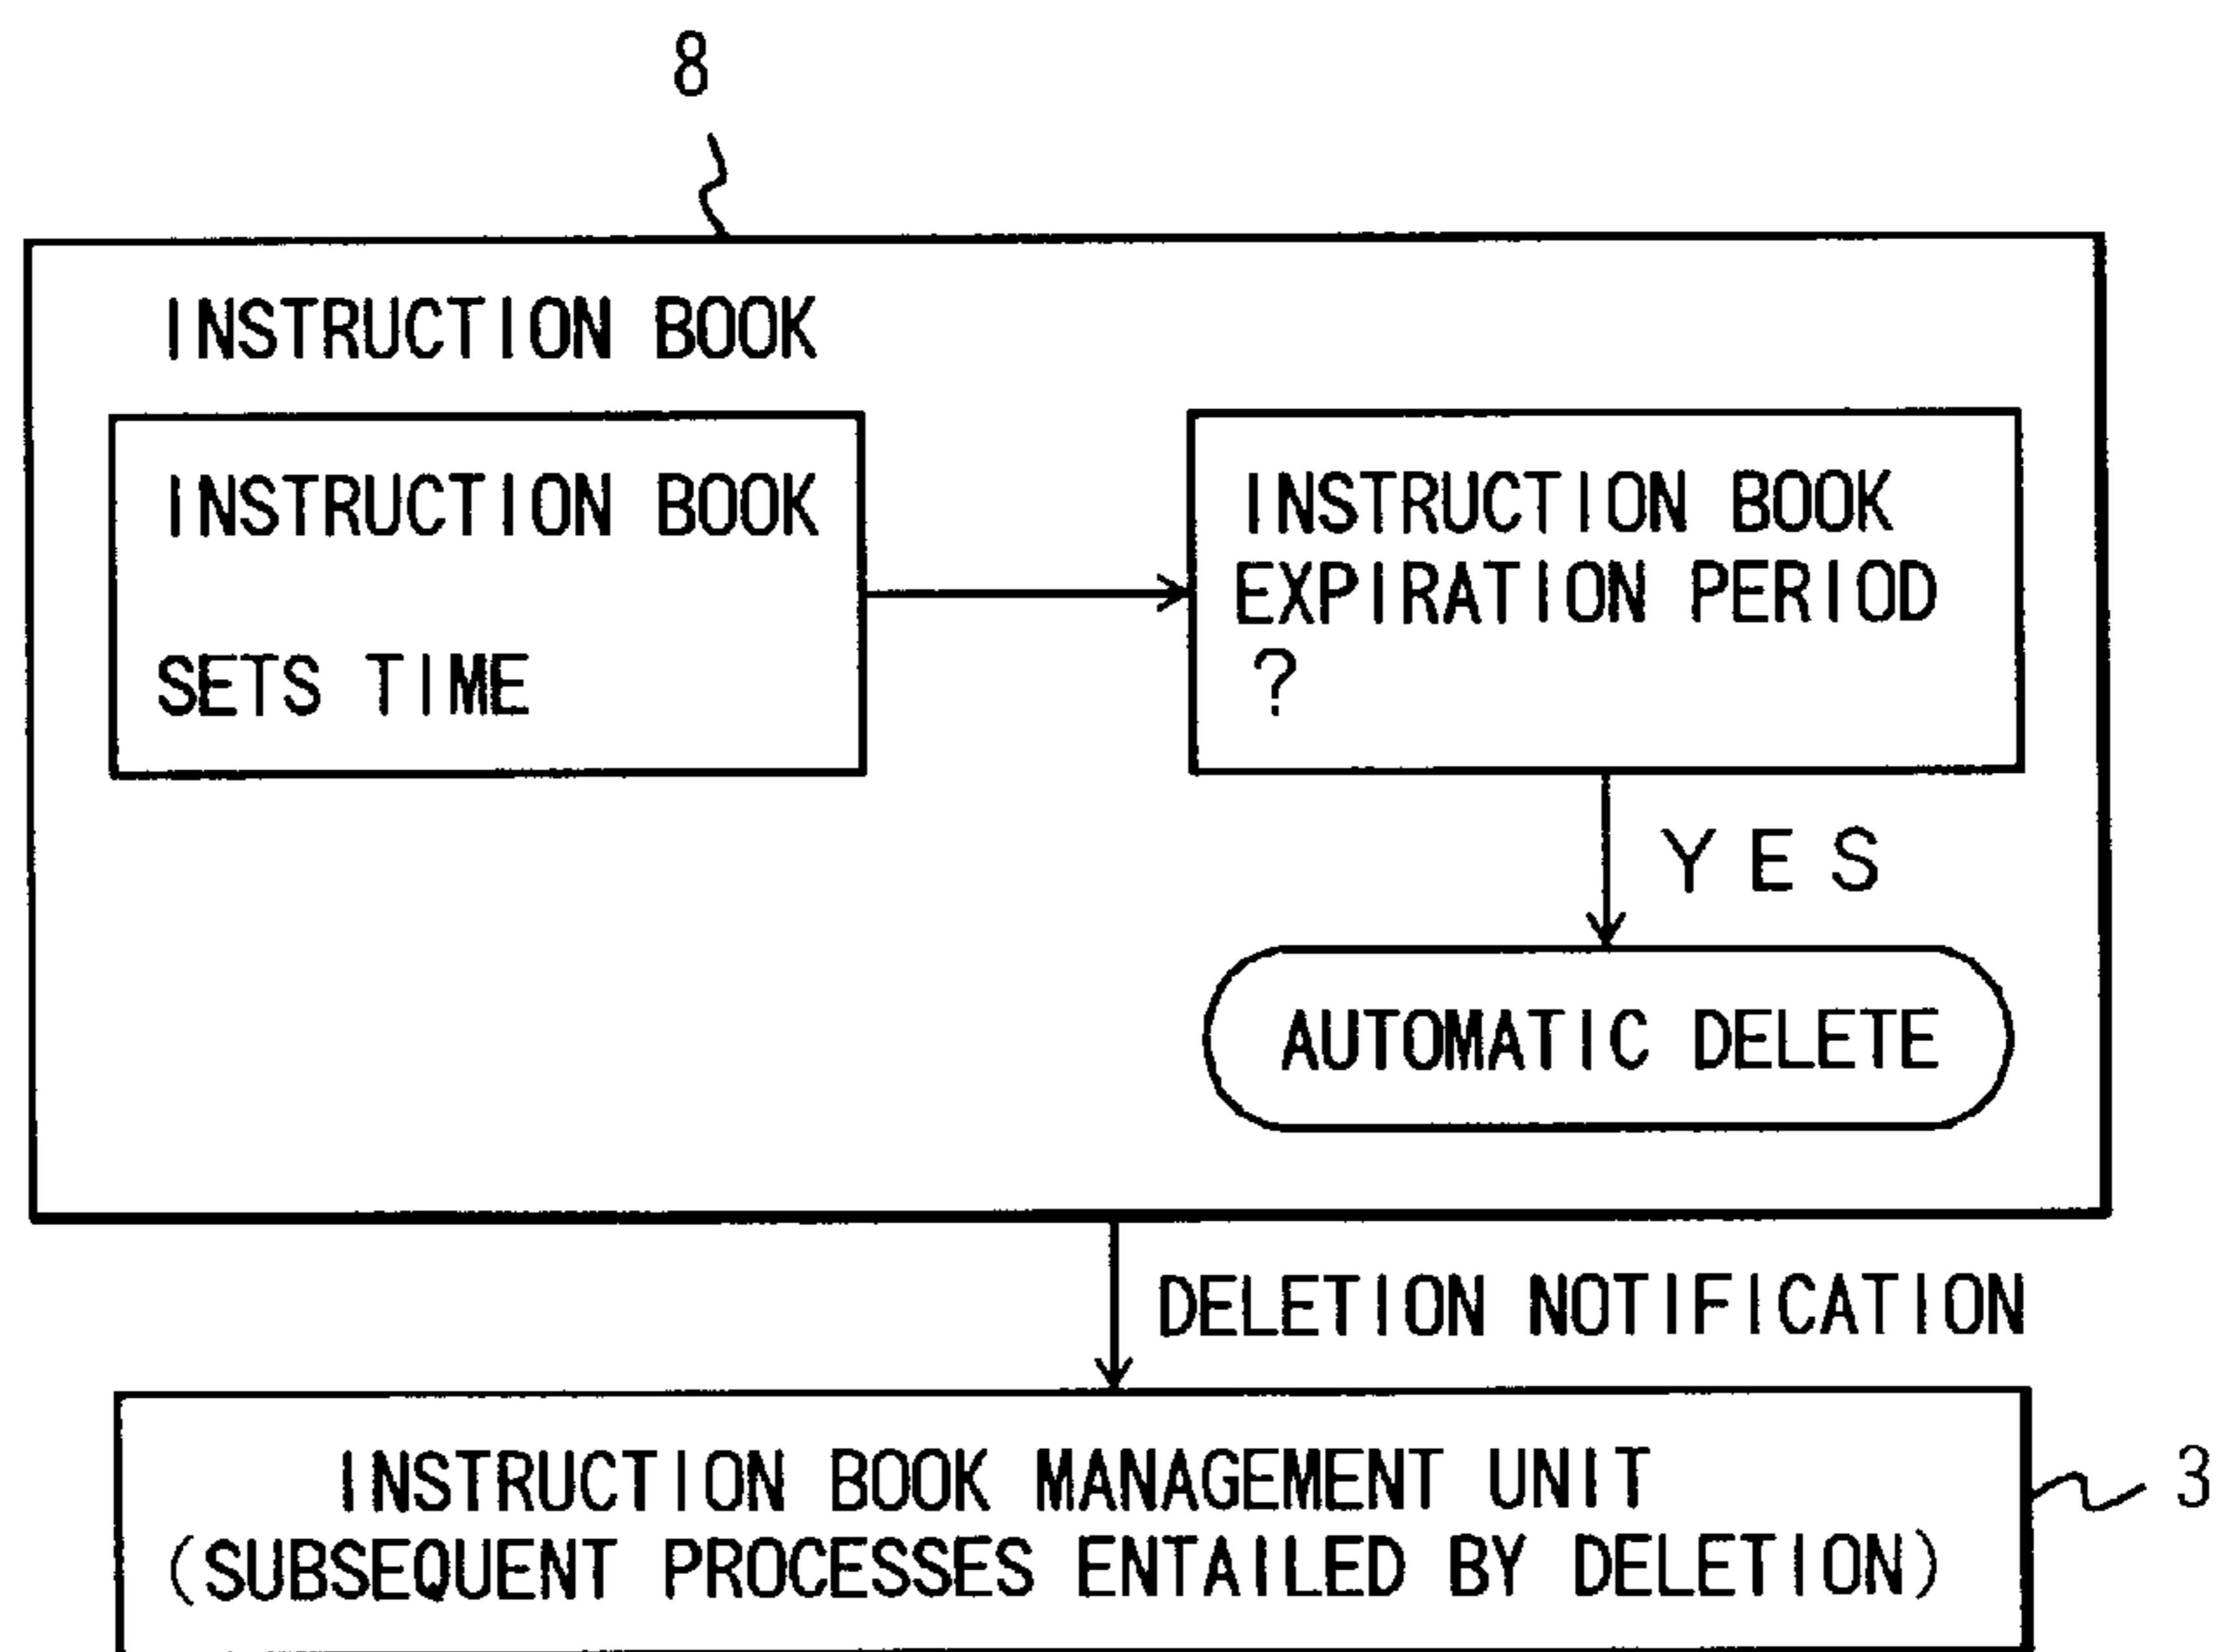 8
INSTRUCTION BOOK
INSTRUCTION BOOK
SETS TIME
INSTRUCTION BOOK
EXPIRATION PERIOD
?
YES
AUTOMATIC DELETE
DELETION NOTIFICATION
INSTRUCTION BOOK MANAGEMENT UNIT
(SUBSEQUENT PROCESSES ENTAILED BY DELETION)
3